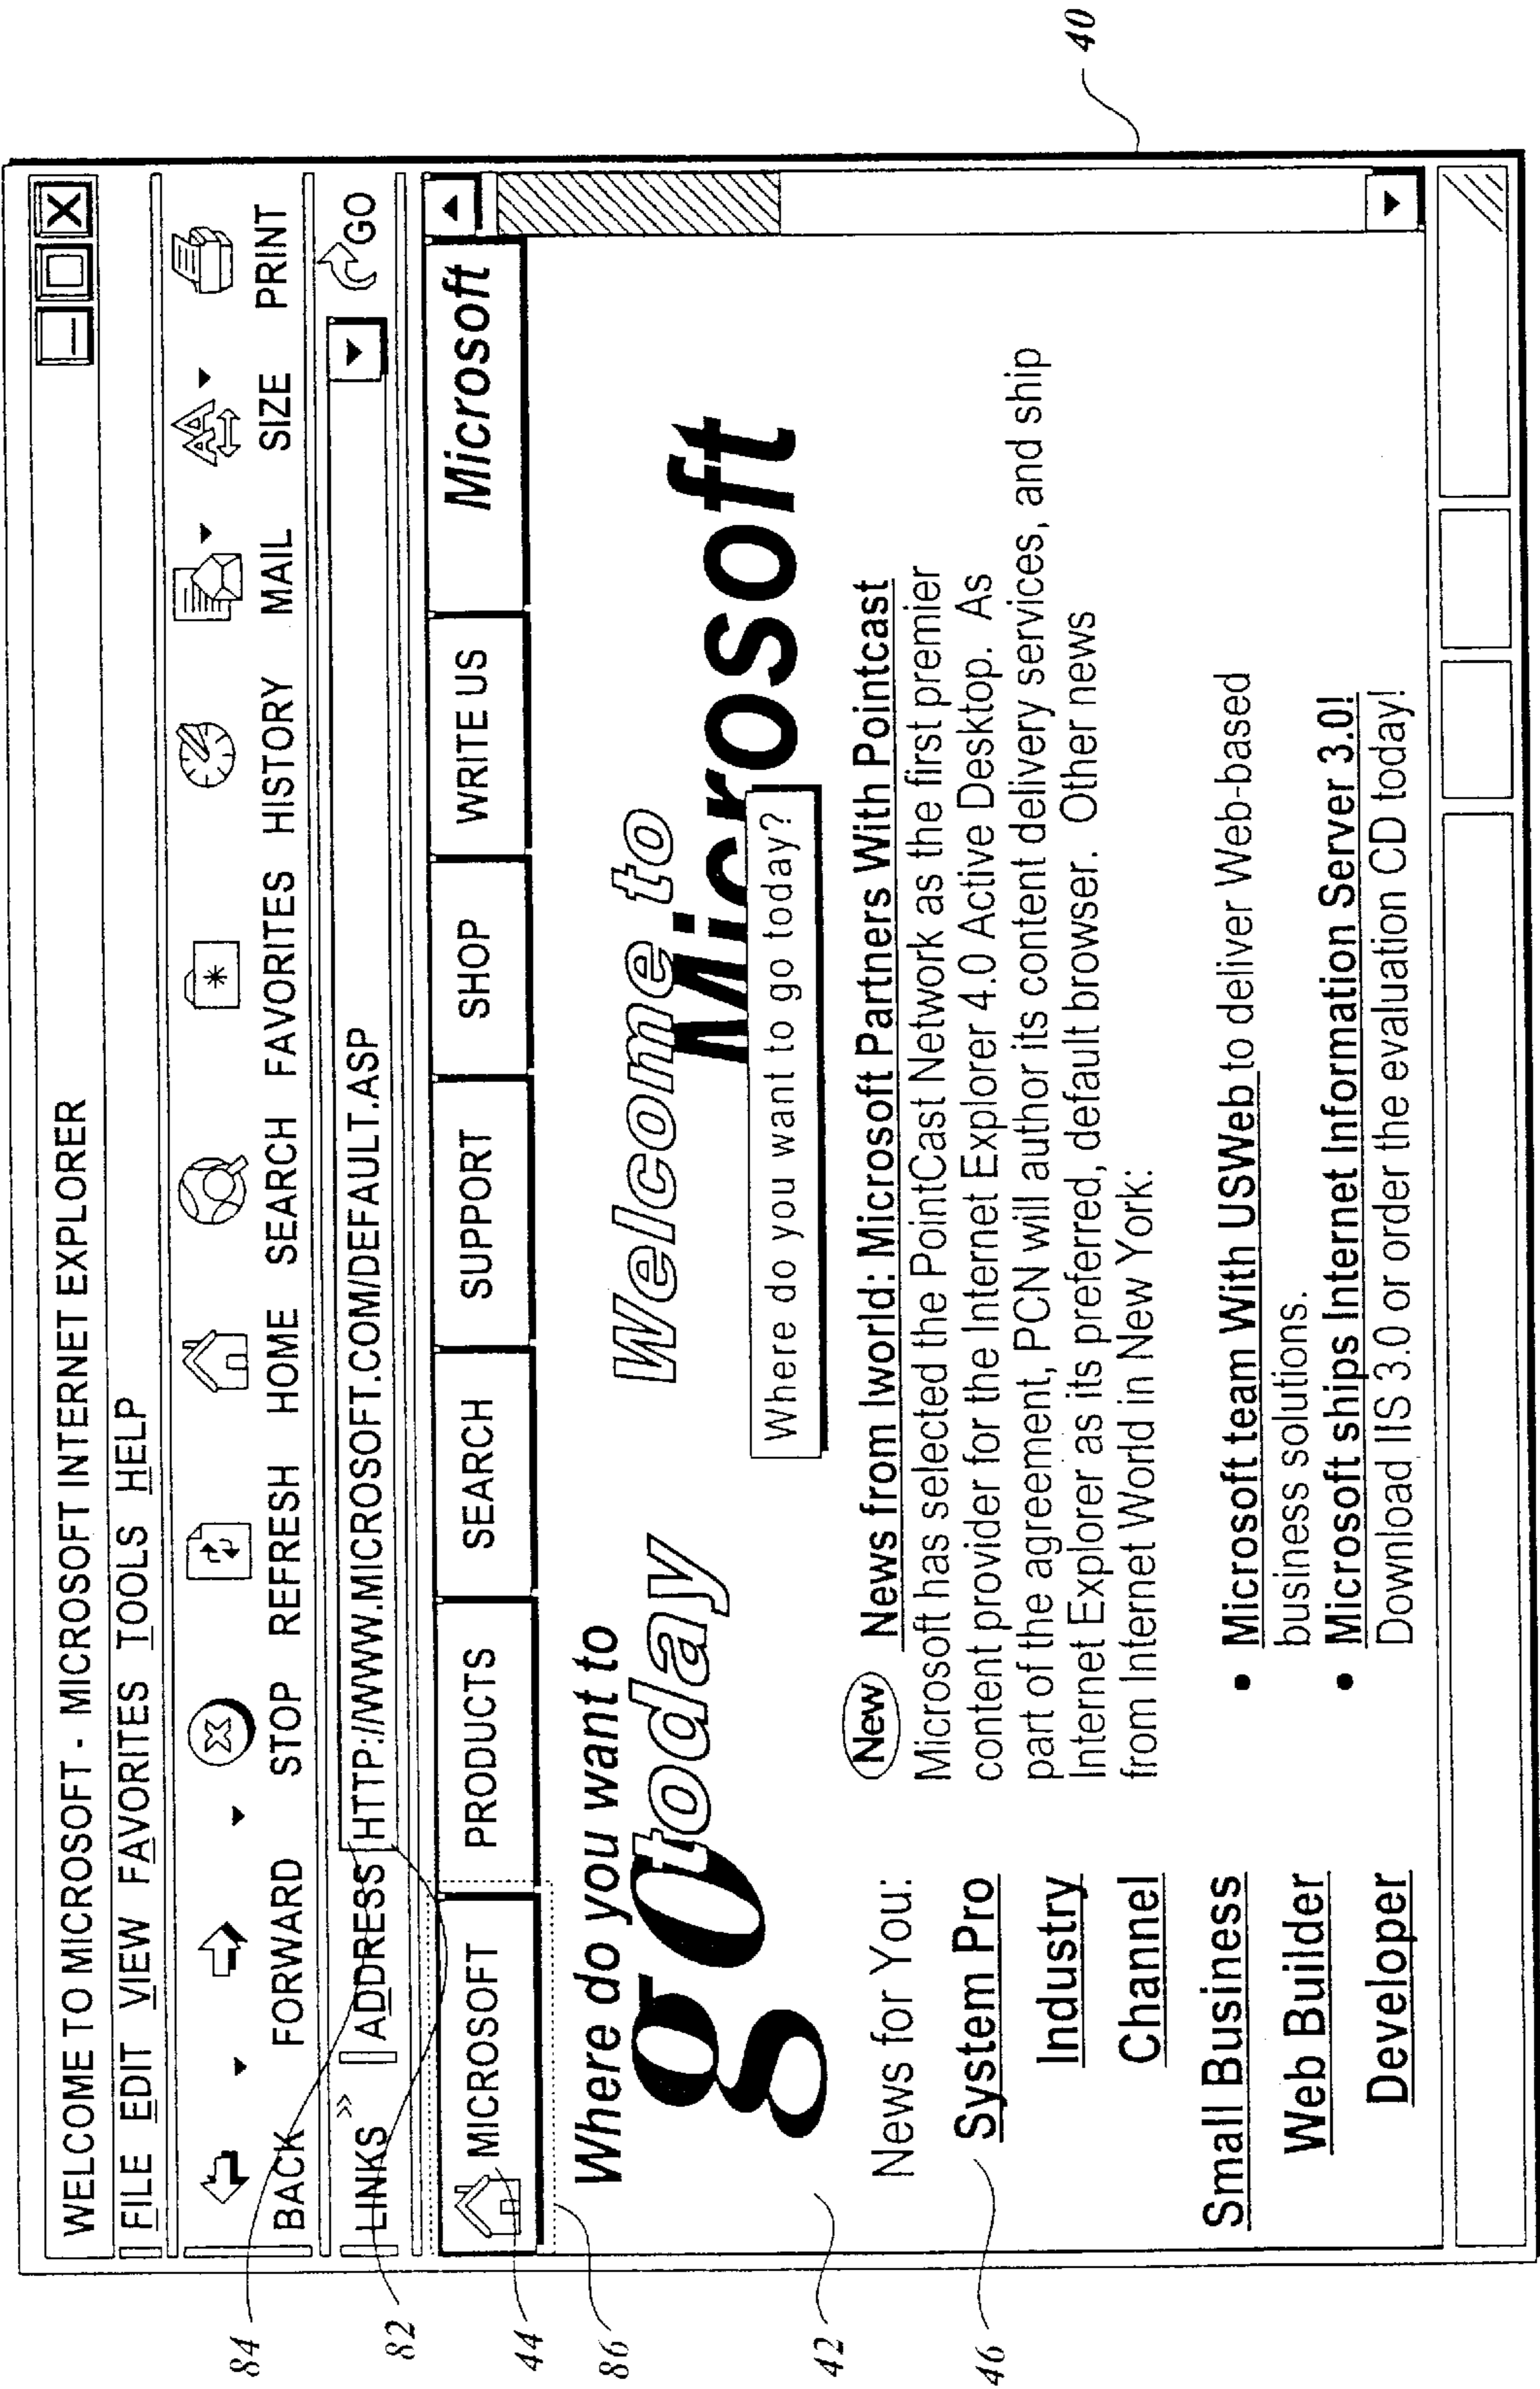 WELCOME TO MICROSOFT - MICROSOFT INTERNET EXPLORER
FILE EDIT VIEW FAVORITES TOOLS HELP
BACK FORWARD STOP REFRESH HOME SEARCH FAVORITES HISTORY MAIL SIZE PRINT
LINKS » ADDRESS HTTP://WWW.MICROSOFT.COM/DEFAULT.ASP GO
MICROSOFT PRODUCTS SEARCH SUPPORT SHOP WRITE US Microsoft
Where do you want to
go today
Welcome to
Microsoft
Where do you want to go today?
News for You:
System Pro
Industry
Channel
Small Business
Web Builder
Developer
New News from Iworld: Microsoft Partners With Pointcast
Microsoft has selected the PointCast Network as the first premier
content provider for the Internet Explorer 4.0 Active Desktop. As
part of the agreement, PCN will author its content delivery services, and ship
Internet Explorer as its preferred, default browser. Other news
from Internet World in New York:
• Microsoft team With USWeb to deliver Web-based
business solutions.
• Microsoft ships Internet Information Server 3.0!
Download IIS 3.0 or order the evaluation CD today!
84
82
44
86
42
46
40